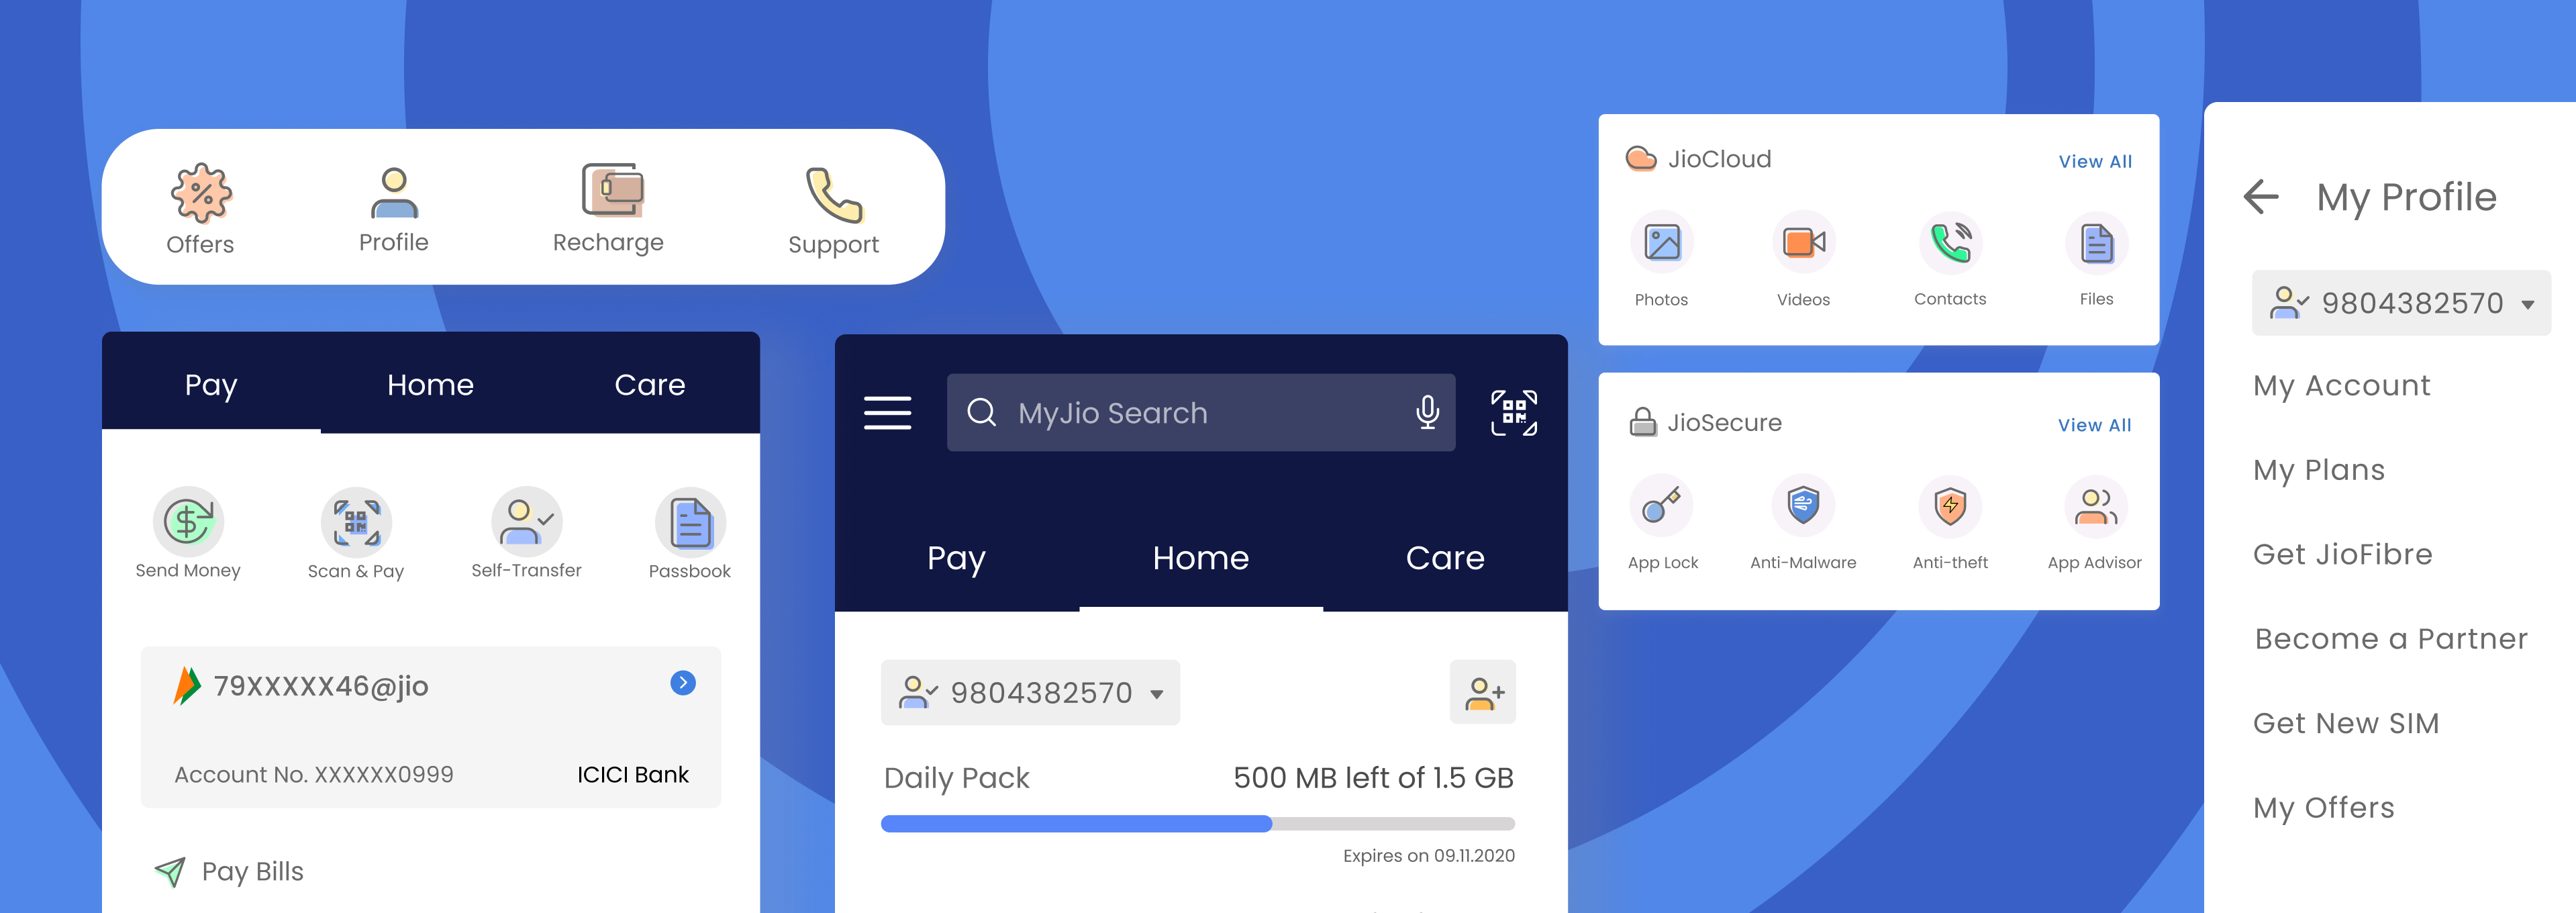 Offers Profile Recharge Support
Pay Home Care
Send Money Scan & Pay Self-Transfer Passbook
79XXXXX46@jio
Account No. XXXXXX0999 ICICI Bank
Pay Bills
MyJio Search
Pay Home Care
9804382570
Daily Pack 500 MB left of 1.5 GB
Expires on 09.11.2020
JioCloud View All
Photos Videos Contacts Files
JioSecure View All
App Lock Anti-Malware Anti-theft App Advisor
My Profile
9804382570
My Account
My Plans
Get JioFibre
Become a Partner
Get New SIM
My Offers